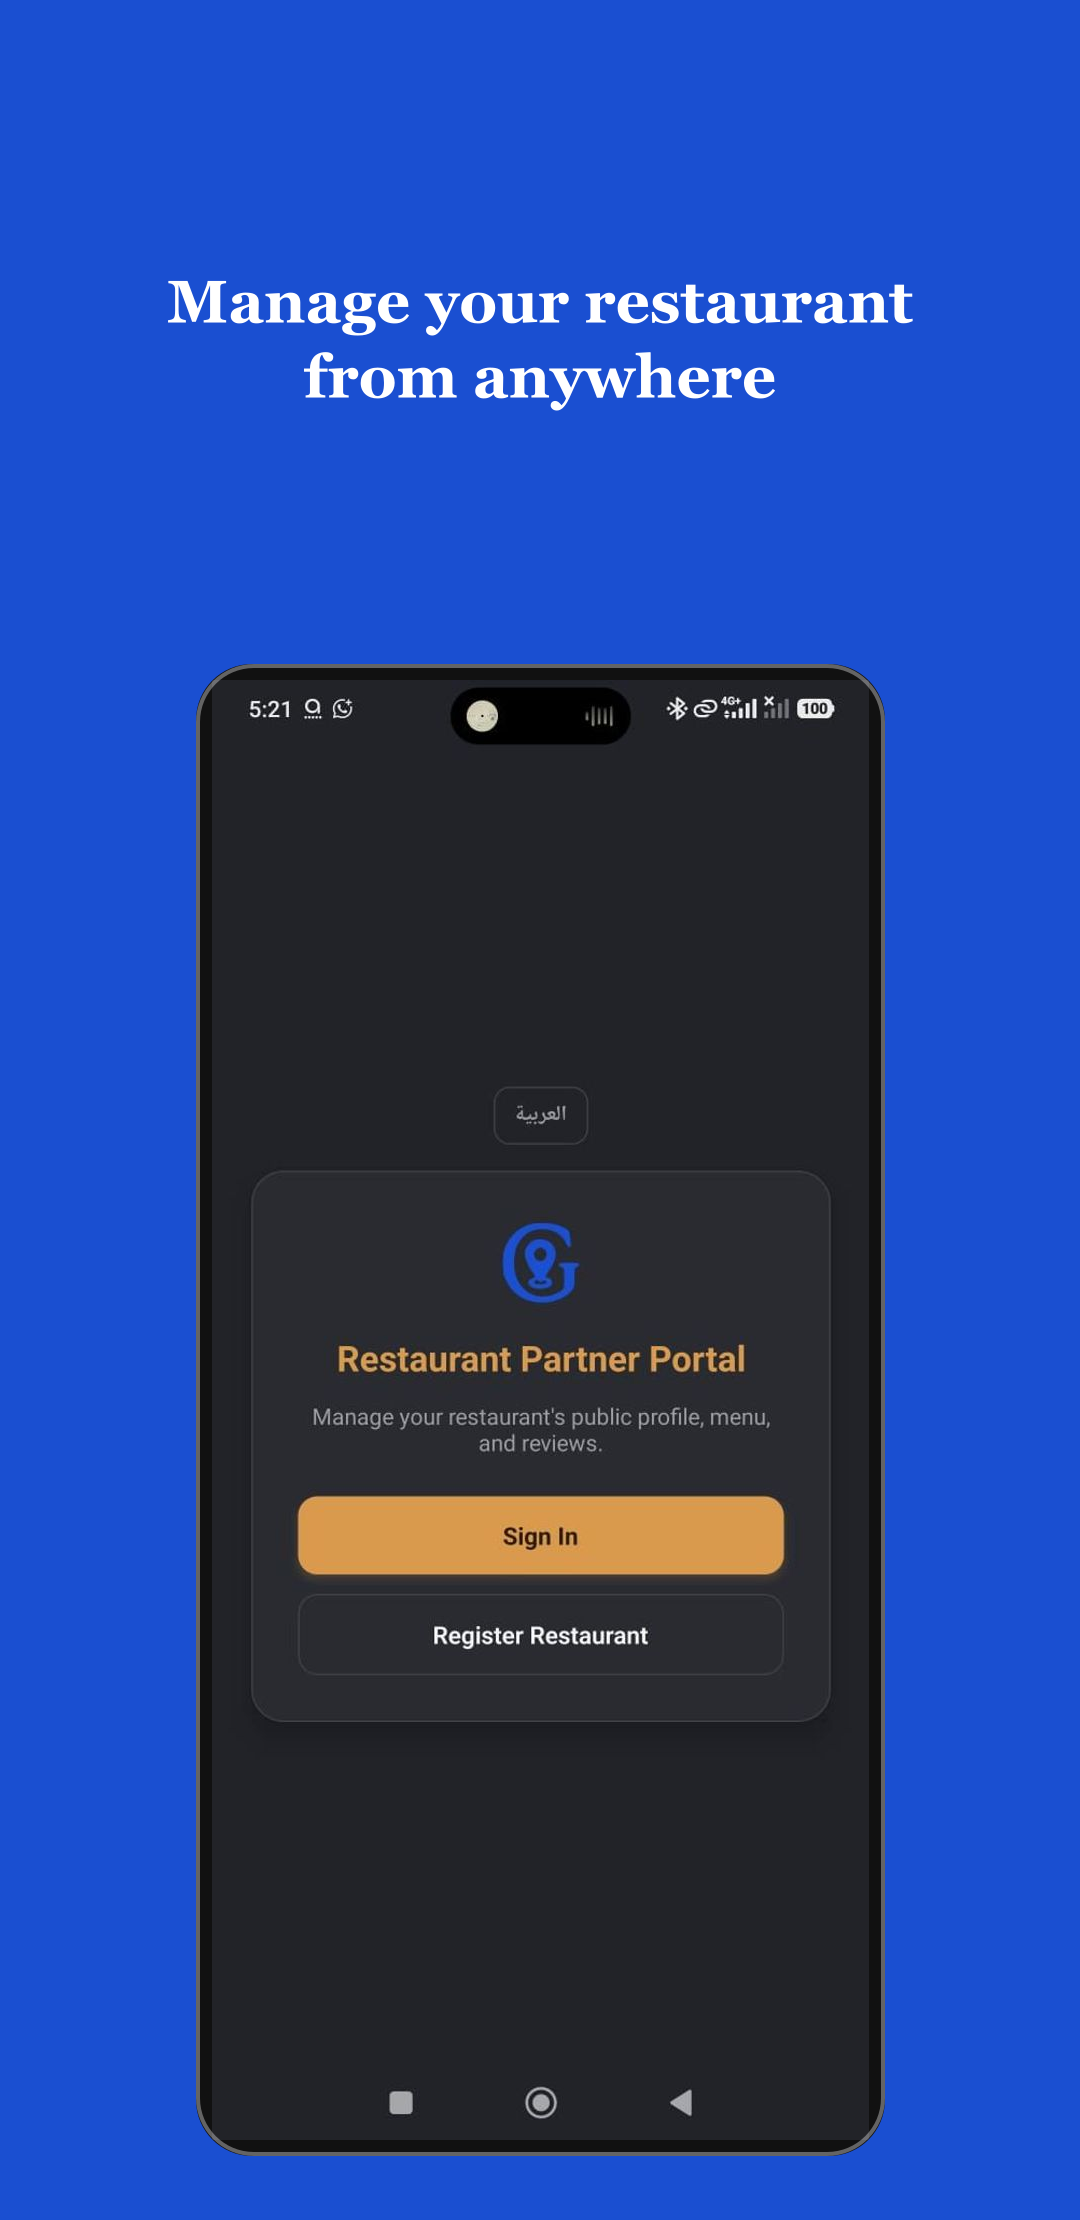 Manage your restaurant
from anywhere
5:21
4G+
100
العربية
G
Restaurant Partner Portal
Manage your restaurant's public profile, menu,
and reviews.
Sign In
Register Restaurant